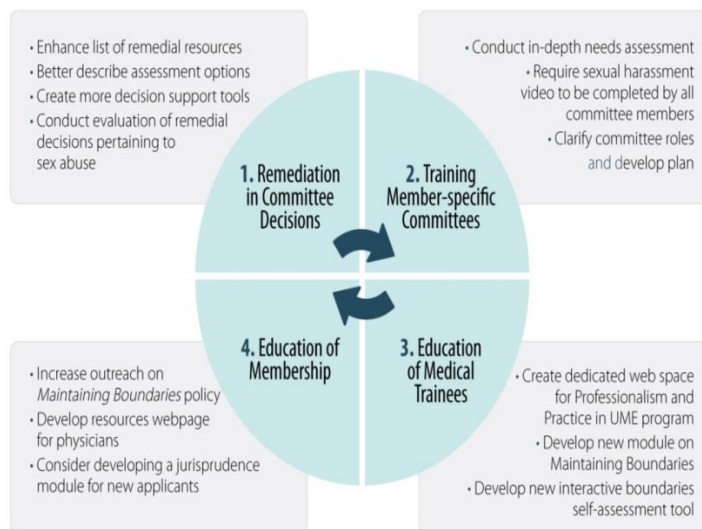 • Enhance list of remedial resources
• Better describe assessment options
• Create more decision support tools
• Conduct evaluation of remedial
decisions pertaining to
sex abuse
1. Remediation
in Committee
Decisions
• Conduct in-depth needs assessment
• Require sexual harassment
video to be completed by all
committee members
• Clarify committee roles
and develop plan
2. Training
Member-specific
Committees
4. Education of
Membership
• Increase outreach on
Maintaining Boundaries policy
• Develop resources webpage
for physicians
• Consider developing a jurisprudence
module for new applicants
3. Education
of Medical
Trainees
• Create dedicated web space
for Professionalism and
Practice in UME program
• Develop new module on
Maintaining Boundaries
• Develop new interactive boundaries
self-assessment tool